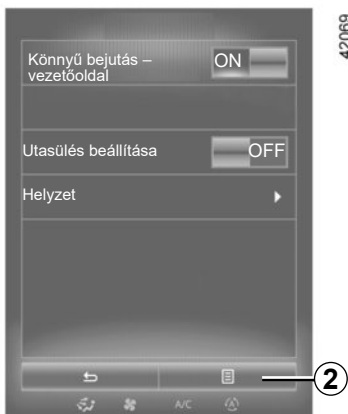 42069
Könnyű bejutás –
vezetőoldal
ON
Utasülés beállítása
OFF
Helyzet
2
A/C
A